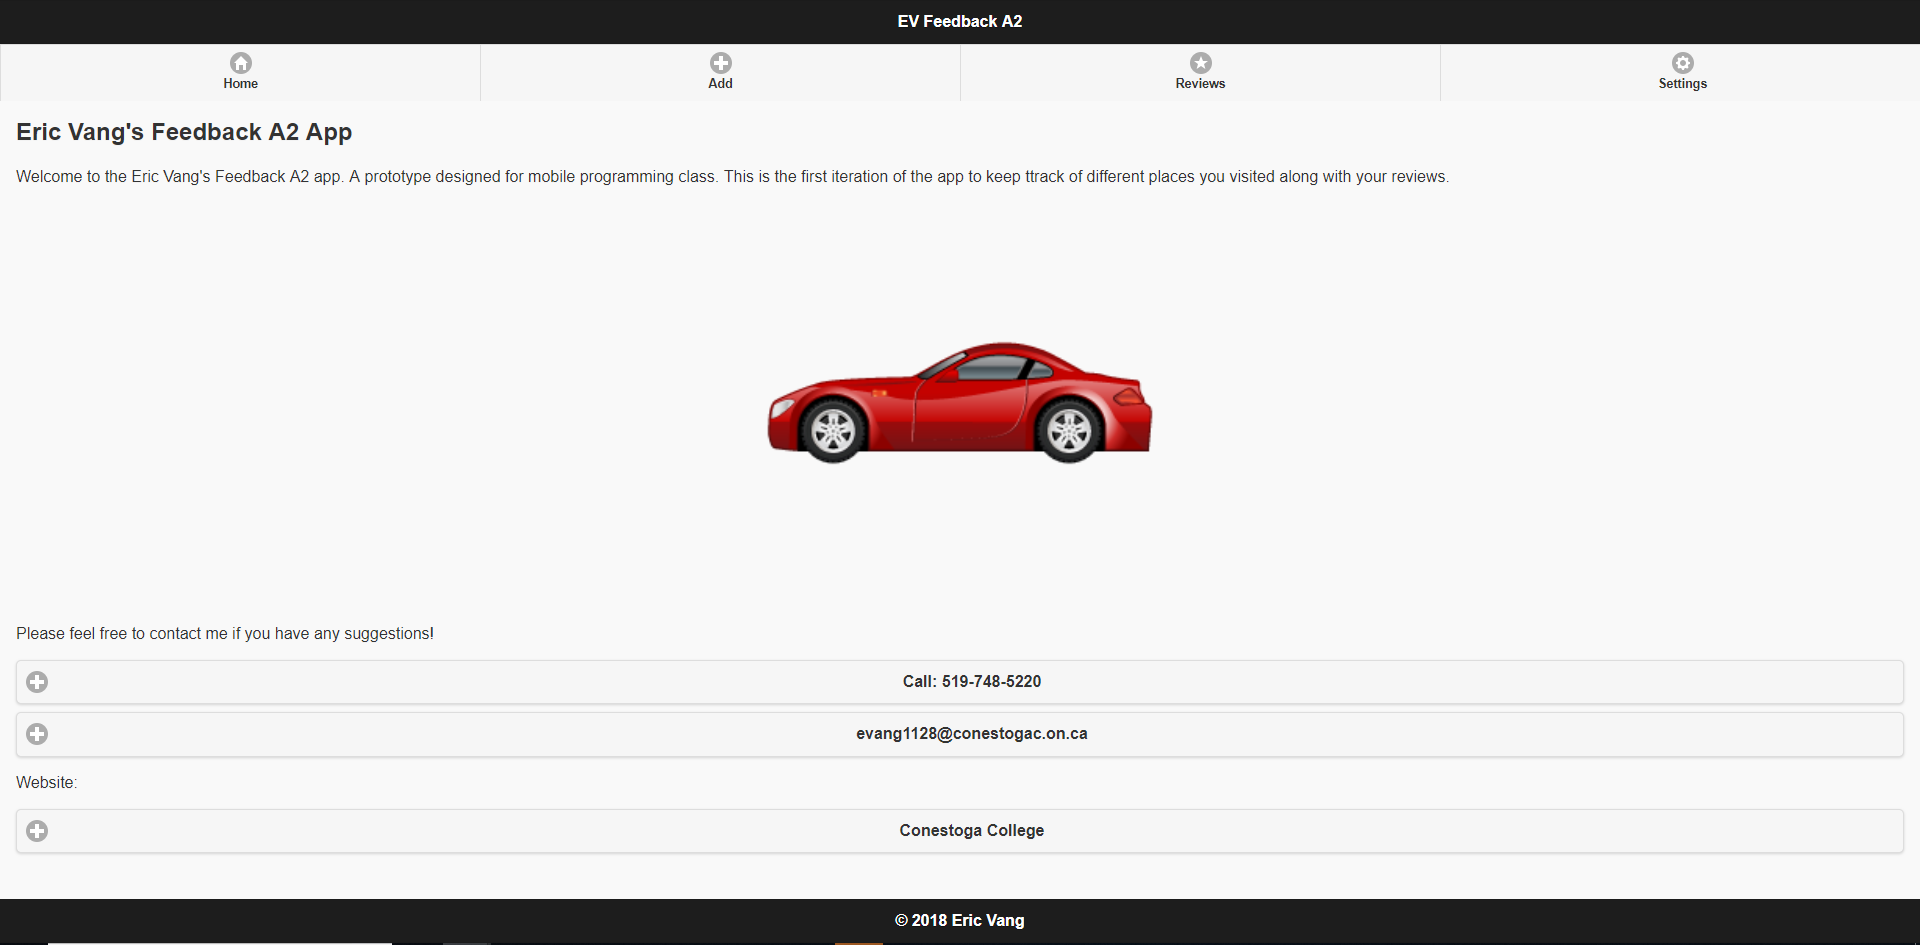 EV Feedback A2
Home
Add
Reviews
Settings
Eric Vang's Feedback A2 App
Welcome to the Eric Vang's Feedback A2 app. A prototype designed for mobile programming class. This is the first iteration of the app to keep ttrack of different places you visited along with your reviews.
Please feel free to contact me if you have any suggestions!
Call: 519-748-5220
evang1128@conestogac.on.ca
Website:
Conestoga College
© 2018 Eric Vang